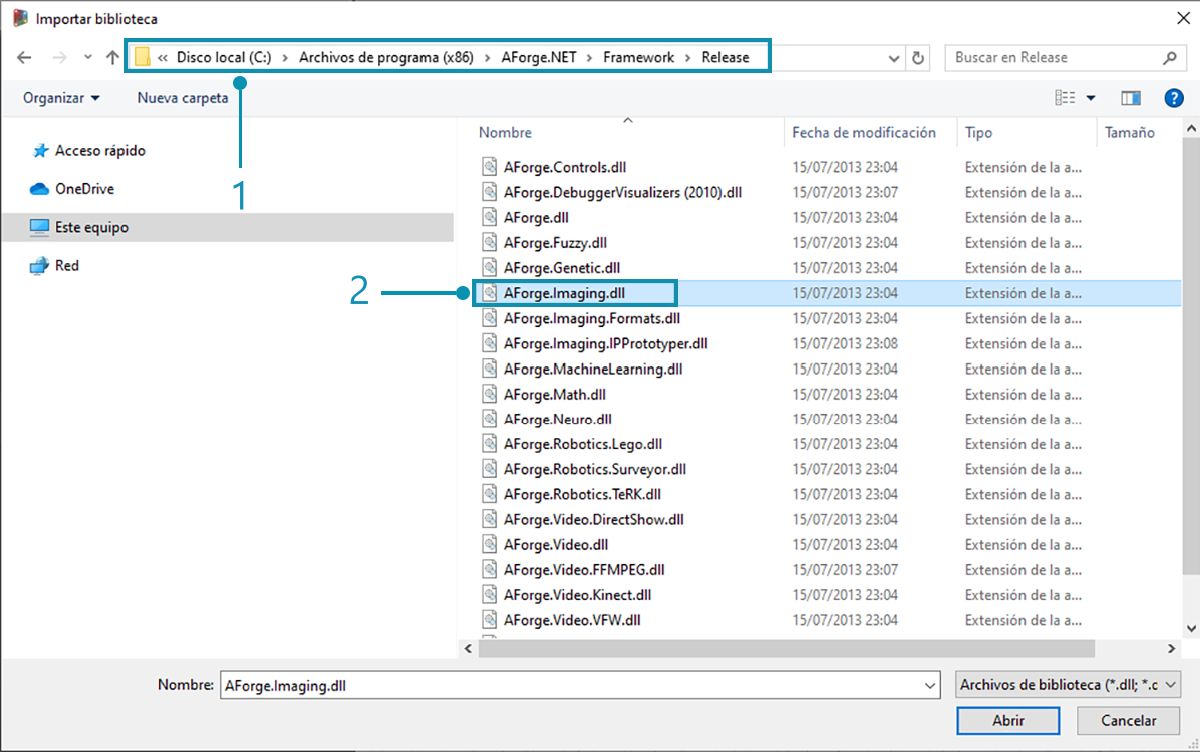 Importar biblioteca
« Disco local (C:) › Archivos de programa (x86) › AForge.NET › Framework › Release
Buscar en Release
Organizar
Nueva carpeta
1
Acceso rápido
OneDrive
Este equipo
Red
2
Nombre Fecha de modificación Tipo Tamaño
AForge.Controls.dll 15/07/2013 23:04 Extensión de la a...
AForge.DebuggerVisualizers (2010).dll 15/07/2013 23:07 Extensión de la a...
AForge.dll 15/07/2013 23:04 Extensión de la a...
AForge.Fuzzy.dll 15/07/2013 23:04 Extensión de la a...
AForge.Genetic.dll 15/07/2013 23:04 Extensión de la a...
AForge.Imaging.dll 15/07/2013 23:04 Extensión de la a...
AForge.Imaging.Formats.dll 15/07/2013 23:04 Extensión de la a...
AForge.Imaging.IPPrototyper.dll 15/07/2013 23:08 Extensión de la a...
AForge.MachineLearning.dll 15/07/2013 23:04 Extensión de la a...
AForge.Math.dll 15/07/2013 23:04 Extensión de la a...
AForge.Neuro.dll 15/07/2013 23:04 Extensión de la a...
AForge.Robotics.Lego.dll 15/07/2013 23:04 Extensión de la a...
AForge.Robotics.Surveyor.dll 15/07/2013 23:04 Extensión de la a...
AForge.Robotics.TeRK.dll 15/07/2013 23:04 Extensión de la a...
AForge.Video.DirectShow.dll 15/07/2013 23:04 Extensión de la a...
AForge.Video.dll 15/07/2013 23:04 Extensión de la a...
AForge.Video.FFMPEG.dll 15/07/2013 23:07 Extensión de la a...
AForge.Video.Kinect.dll 15/07/2013 23:04 Extensión de la a...
AForge.Video.VFW.dll 15/07/2013 23:04 Extensión de la a...
Nombre: AForge.Imaging.dll
Archivos de biblioteca (*.dll; *.c
Abrir
Cancelar